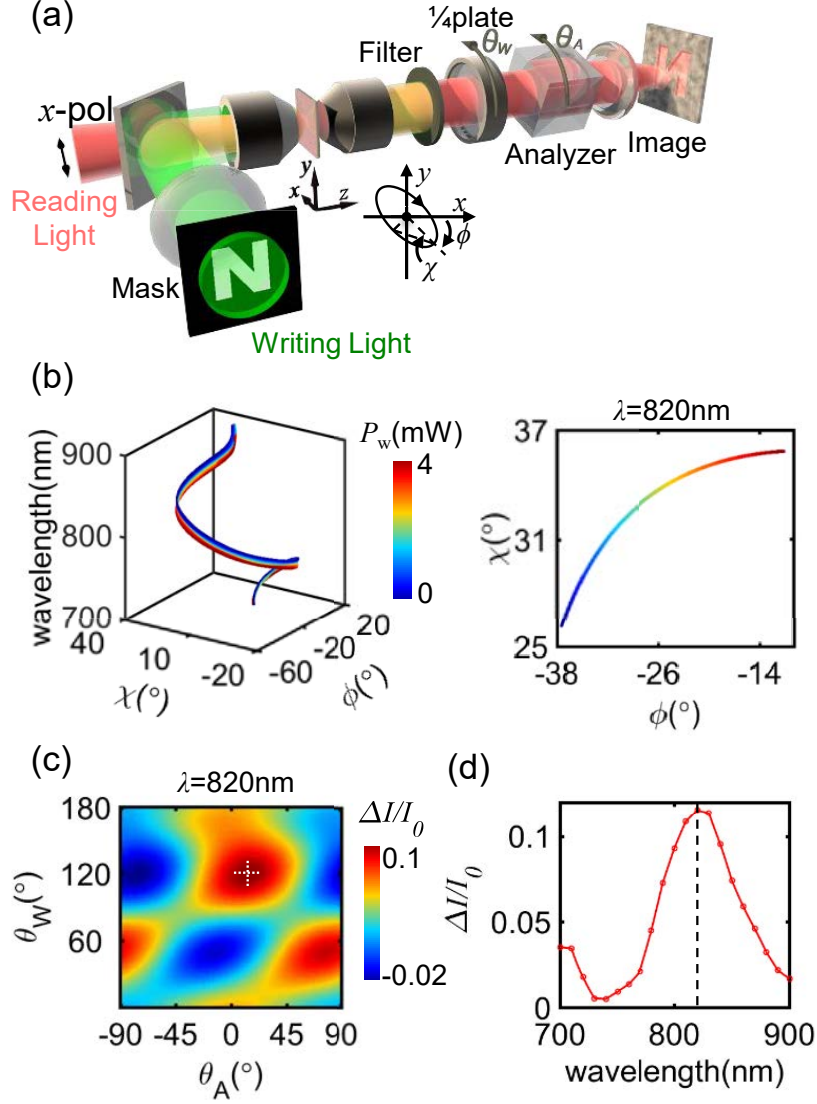 (a)
¼plate
Filter
θW
θA
x-pol
Analyzer
Image
Reading
Light
y
x
z
y
x
ϕ
χ
Mask
N
N
Writing Light
(b)
Pw(mW)
4
0
wavelength(nm)
900
800
700
40
10
-20
χ(°)
-60
-20
20
ϕ(°)
λ=820nm
37
31
25
χ(°)
-38
-26
-14
ϕ(°)
(c)
λ=820nm
ΔI/I0
0.1
-0.02
180
120
60
θW(°)
-90
-45
0
45
90
θA(°)
(d)
0.1
0.05
0
ΔI/I0
700
800
900
wavelength(nm)